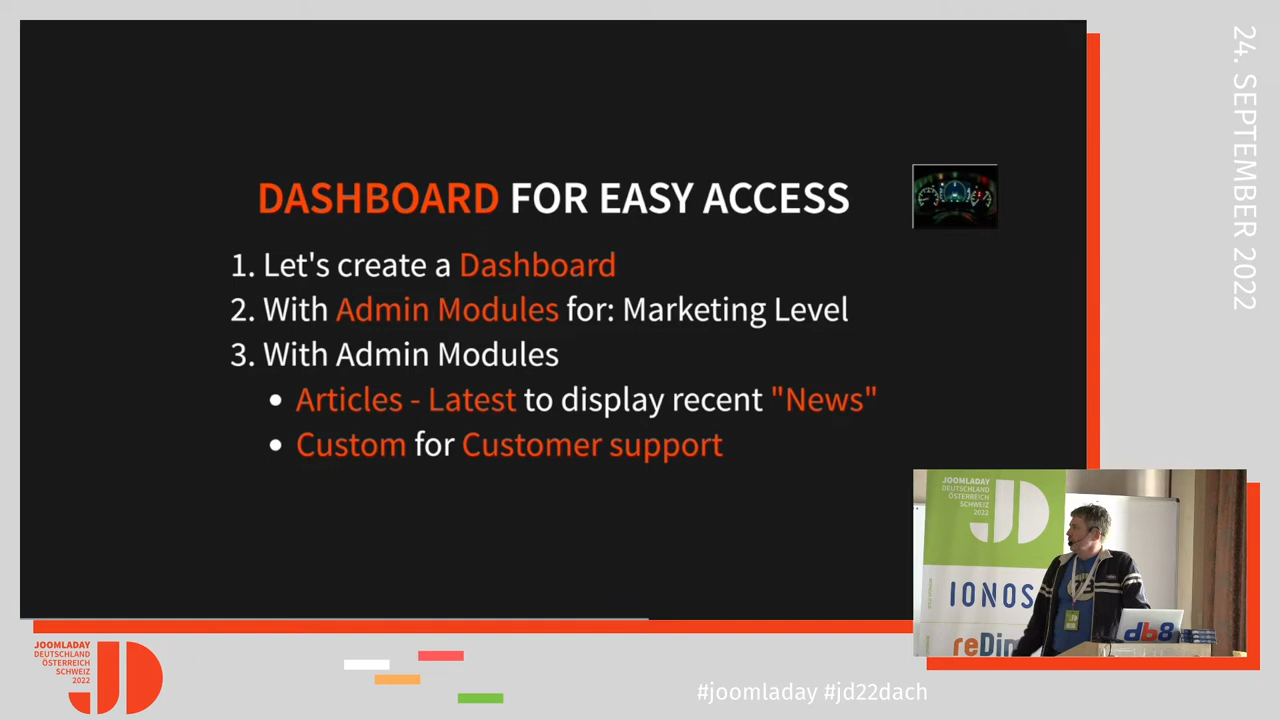 DASHBOARD FOR EASY ACCESS
1. Let's create a Dashboard
2. With Admin Modules for: Marketing Level
3. With Admin Modules
• Articles - Latest to display recent "News"
• Custom for Customer support
24. SEPTEMBER 2022
JOOMLADAY
DEUTSCHLAND
ÖSTERREICH
SCHWEIZ
2022
JD
IONOS
db8
JOOMLADAY
DEUTSCHLAND
ÖSTERREICH
SCHWEIZ
2022
JD
#joomladay #jd22dach